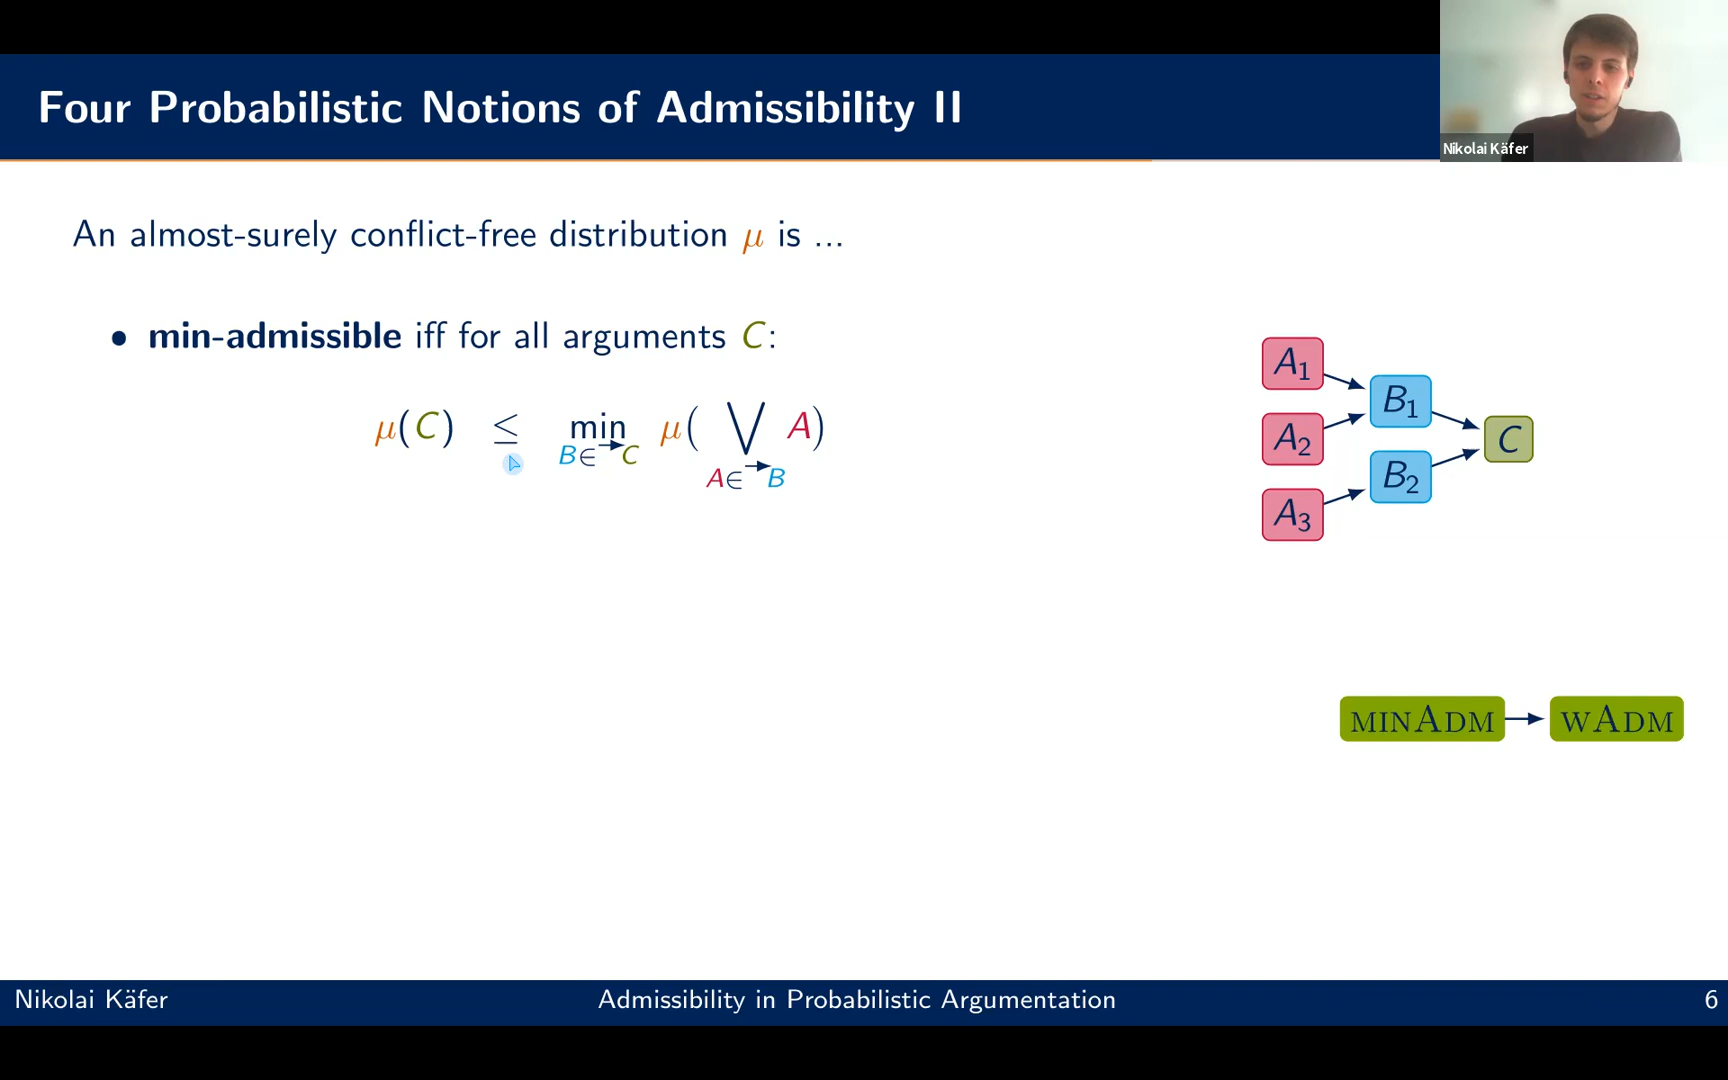 Four Probabilistic Notions of Admissibility II
Nikolai Käfer
An almost-surely conflict-free distribution μ is ...
• min-admissible iff for all arguments C:
μ(C) ≤ min_{B∈→C} μ( ⋁_{A∈→B} A)
A₁
B₁
A₂
C
B₂
A₃
MINADM → WADM
Nikolai Käfer
Admissibility in Probabilistic Argumentation
6